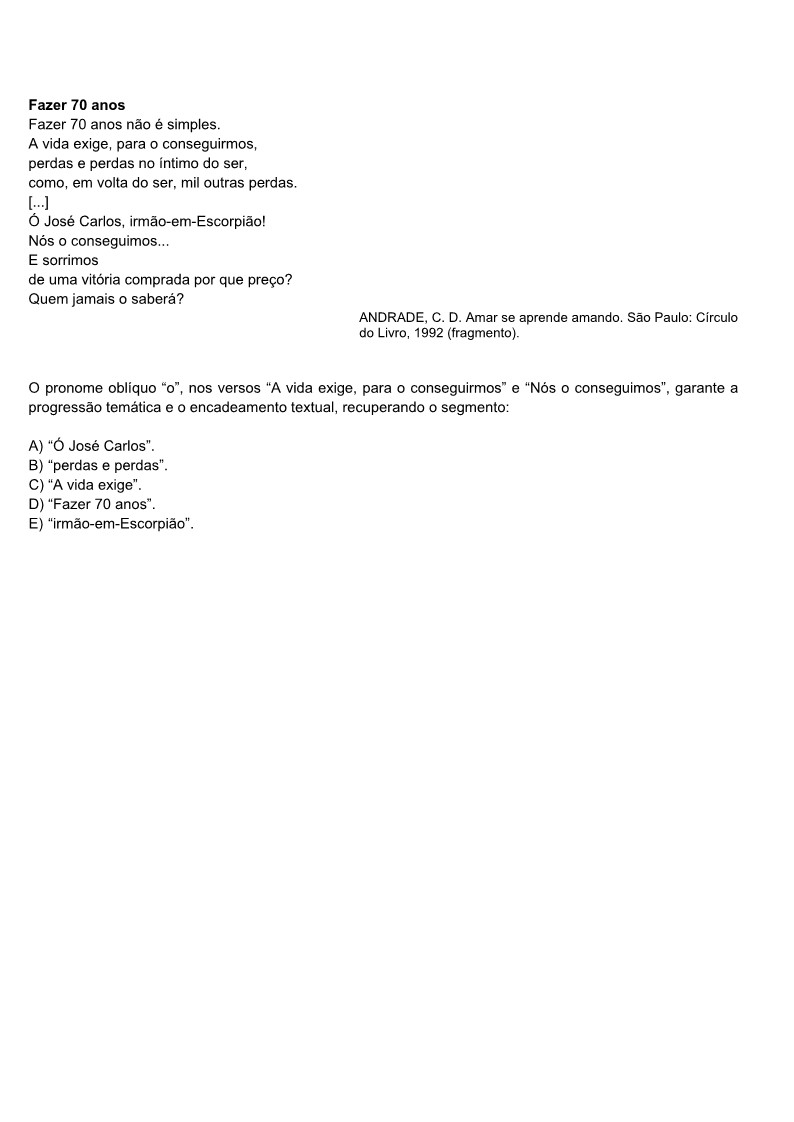 Fazer 70 anos
Fazer 70 anos não é simples.
A vida exige, para o conseguirmos,
perdas e perdas no íntimo do ser,
como, em volta do ser, mil outras perdas.
[...]
Ó José Carlos, irmão-em-Escorpião!
Nós o conseguimos...
E sorrimos
de uma vitória comprada por que preço?
Quem jamais o saberá?
ANDRADE, C. D. Amar se aprende amando. São Paulo: Círculo
do Livro, 1992 (fragmento).
O pronome oblíquo “o”, nos versos “A vida exige, para o conseguirmos” e “Nós o conseguimos”, garante a
progressão temática e o encadeamento textual, recuperando o segmento:
A) “Ó José Carlos”.
B) “perdas e perdas”.
C) “A vida exige”.
D) “Fazer 70 anos”.
E) “irmão-em-Escorpião”.